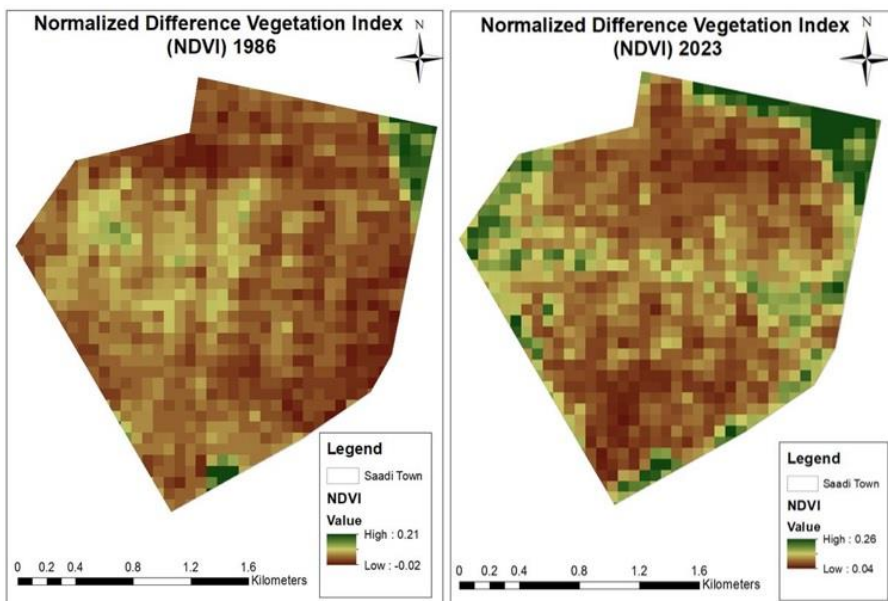 Normalized Difference Vegetation Index
(NDVI) 1986
N
Legend
Saadi Town
NDVI
Value
High : 0.21
Low : -0.02
0 0.2 0.4 0.8 1.2 1.6
Kilometers
Normalized Difference Vegetation Index
(NDVI) 2023
N
Legend
Saadi Town
NDVI
Value
High : 0.26
Low : 0.04
0 0.2 0.4 0.8 1.2 1.6
Kilometers